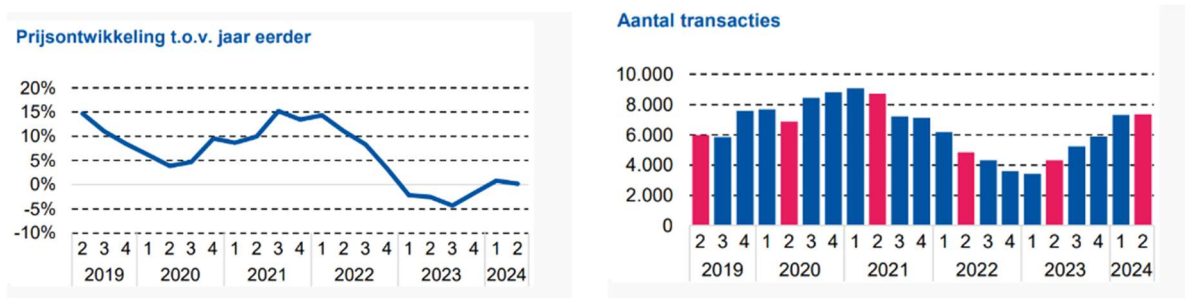 Prijsontwikkeling t.o.v. jaar eerder
20%
15%
10%
5%
0%
-5%
-10%
2 3 4 1 2 3 4 1 2 3 4 1 2 3 4 1 2 3 4 1 2
2019 2020 2021 2022 2023 2024
Aantal transacties
10.000
8.000
6.000
4.000
2.000
0
2 3 4 1 2 3 4 1 2 3 4 1 2 3 4 1 2 3 4 1 2
2019 2020 2021 2022 2023 2024